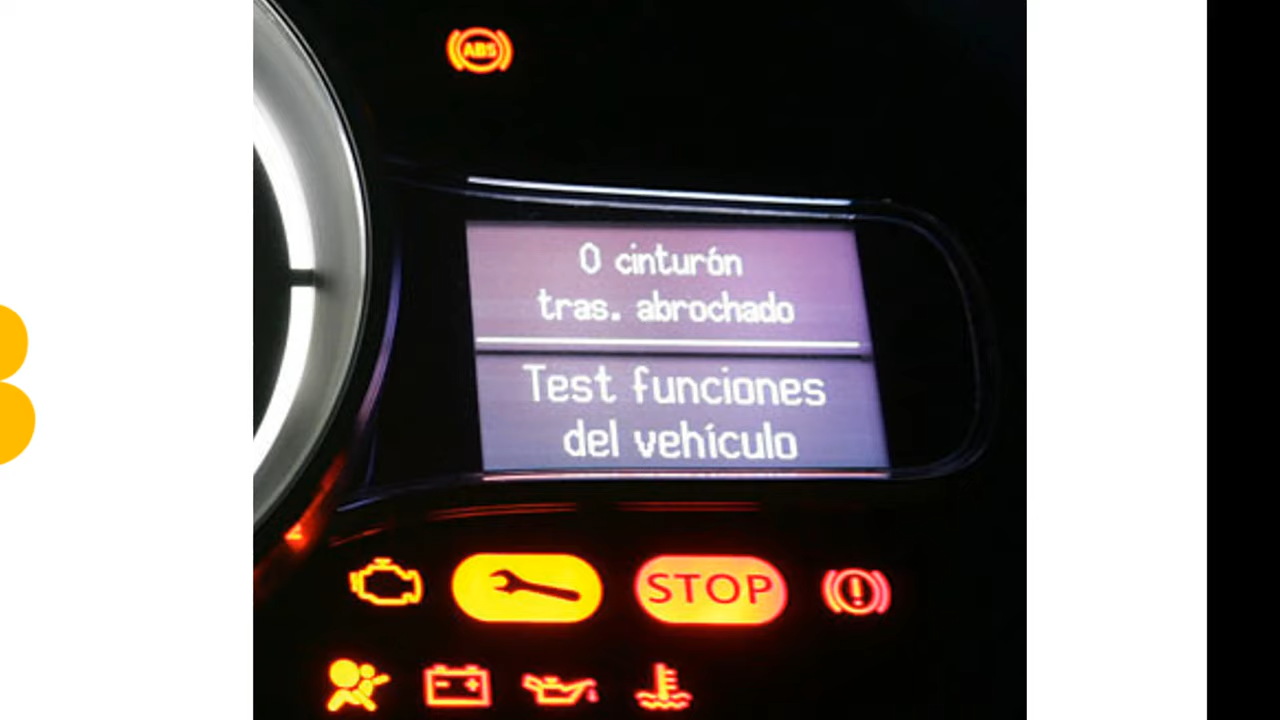 ABS
0 cinturón
tras. abrochado
Test funciones
del vehículo
STOP